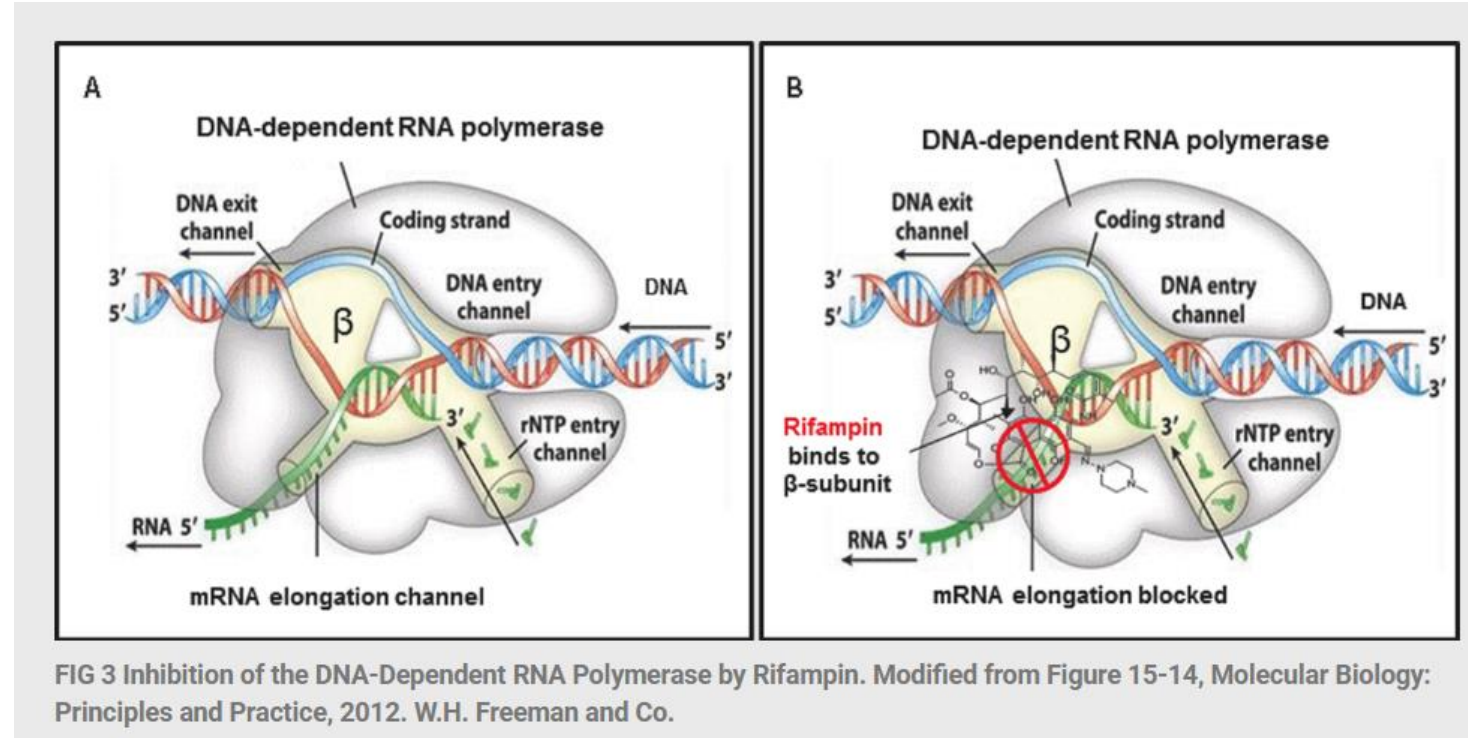 A
DNA-dependent RNA polymerase
DNA exit
channel
Coding strand
DNA entry
channel
DNA
3′
5′
5′
3′
β
3′
rNTP entry
channel
RNA 5′
mRNA elongation channel
B
DNA-dependent RNA polymerase
DNA exit
channel
Coding strand
DNA entry
channel
DNA
3′
5′
5′
3′
β
HO
O
O
O
O
NH
N
N
N
OH
3′
Rifampin
binds to
β-subunit
rNTP entry
channel
RNA 5′
mRNA elongation blocked
FIG 3 Inhibition of the DNA-Dependent RNA Polymerase by Rifampin. Modified from Figure 15-14, Molecular Biology:
Principles and Practice, 2012. W.H. Freeman and Co.